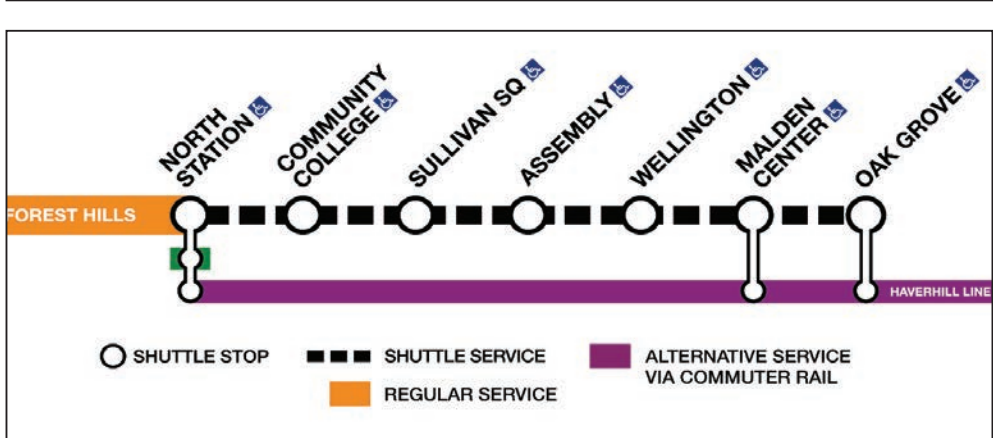 NORTH
STATION
COMMUNITY
COLLEGE
SULLIVAN SQ
ASSEMBLY
WELLINGTON
MALDEN
CENTER
OAK GROVE
FOREST HILLS
HAVERHILL LINE
SHUTTLE STOP
SHUTTLE SERVICE
REGULAR SERVICE
ALTERNATIVE SERVICE
VIA COMMUTER RAIL